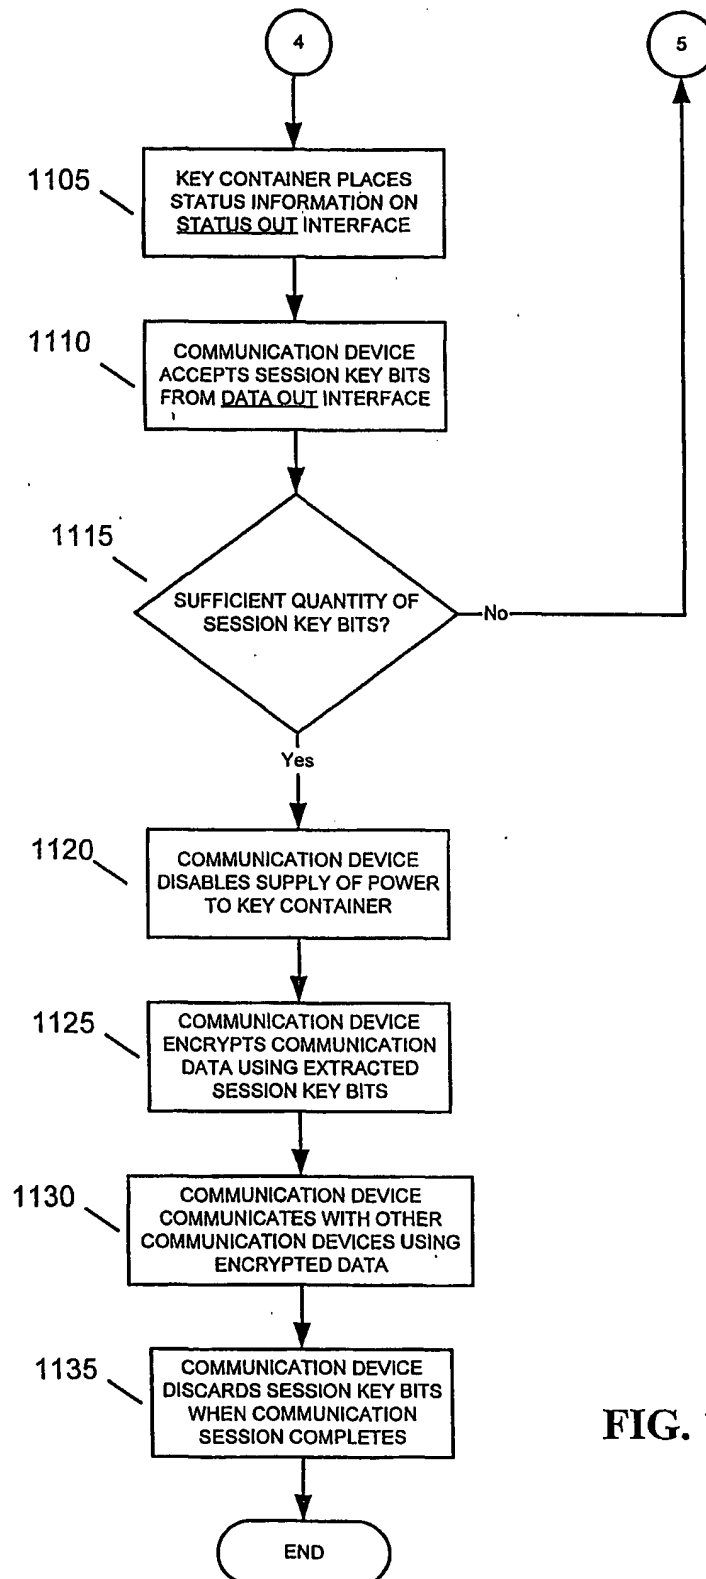 4
5
1105
KEY CONTAINER PLACES
STATUS INFORMATION ON
STATUS OUT INTERFACE
1110
COMMUNICATION DEVICE
ACCEPTS SESSION KEY BITS
FROM DATA OUT INTERFACE
1115
SUFFICIENT QUANTITY OF
SESSION KEY BITS?
No
Yes
1120
COMMUNICATION DEVICE
DISABLES SUPPLY OF POWER
TO KEY CONTAINER
1125
COMMUNICATION DEVICE
ENCRYPTS COMMUNICATION
DATA USING EXTRACTED
SESSION KEY BITS
1130
COMMUNICATION DEVICE
COMMUNICATES WITH OTHER
COMMUNICATION DEVICES USING
ENCRYPTED DATA
1135
COMMUNICATION DEVICE
DISCARDS SESSION KEY BITS
WHEN COMMUNICATION
SESSION COMPLETES
FIG.
END